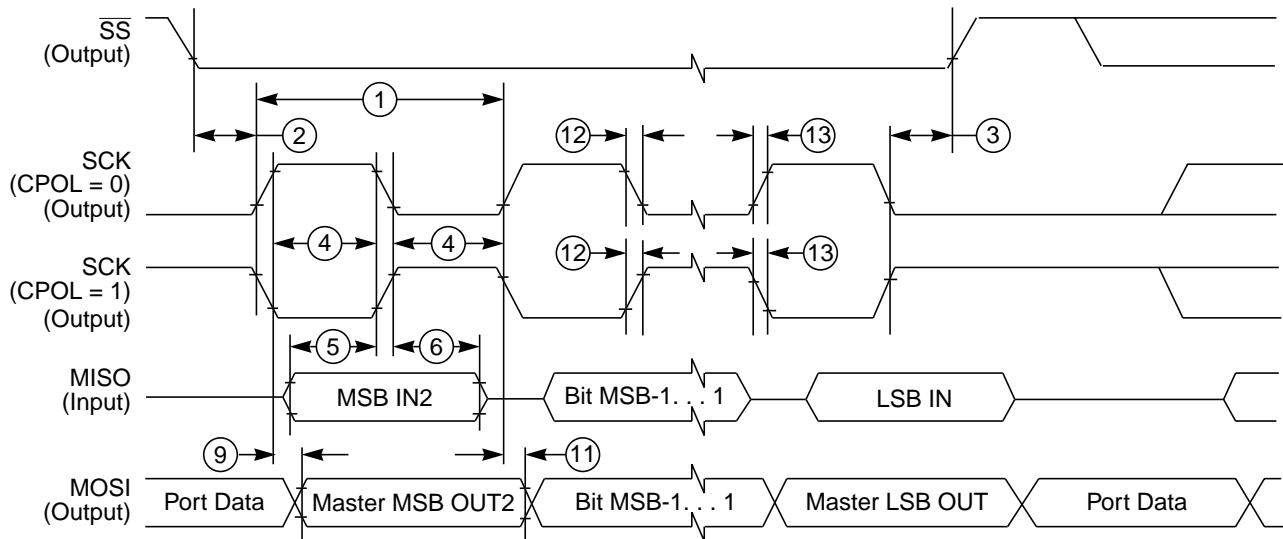 SS
(Output)
1
2
12
13
3
SCK
(CPOL = 0)
(Output)
4
4
12
13
SCK
(CPOL = 1)
(Output)
5
6
MISO
(Input)
MSB IN2
Bit MSB-1. . . 1
LSB IN
9
11
MOSI
(Output)
Port Data
Master MSB OUT2
Bit MSB-1. . . 1
Master LSB OUT
Port Data